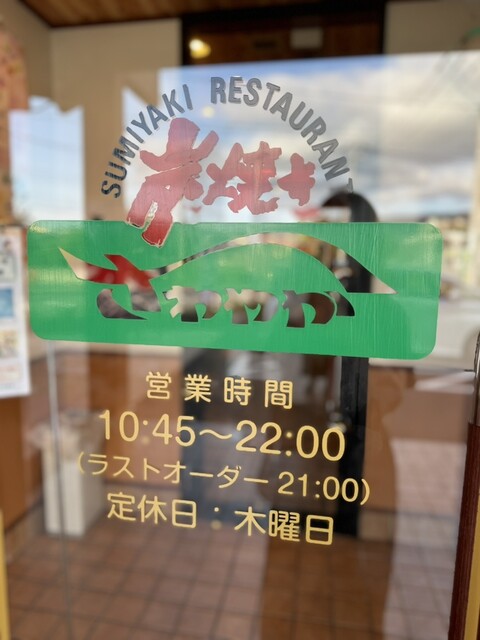 SUMIYAKI RESTAURANT
炭焼き
さわやか
営業時間
10:45～22:00
（ラストオーダー 21:00）
定休日：木曜日